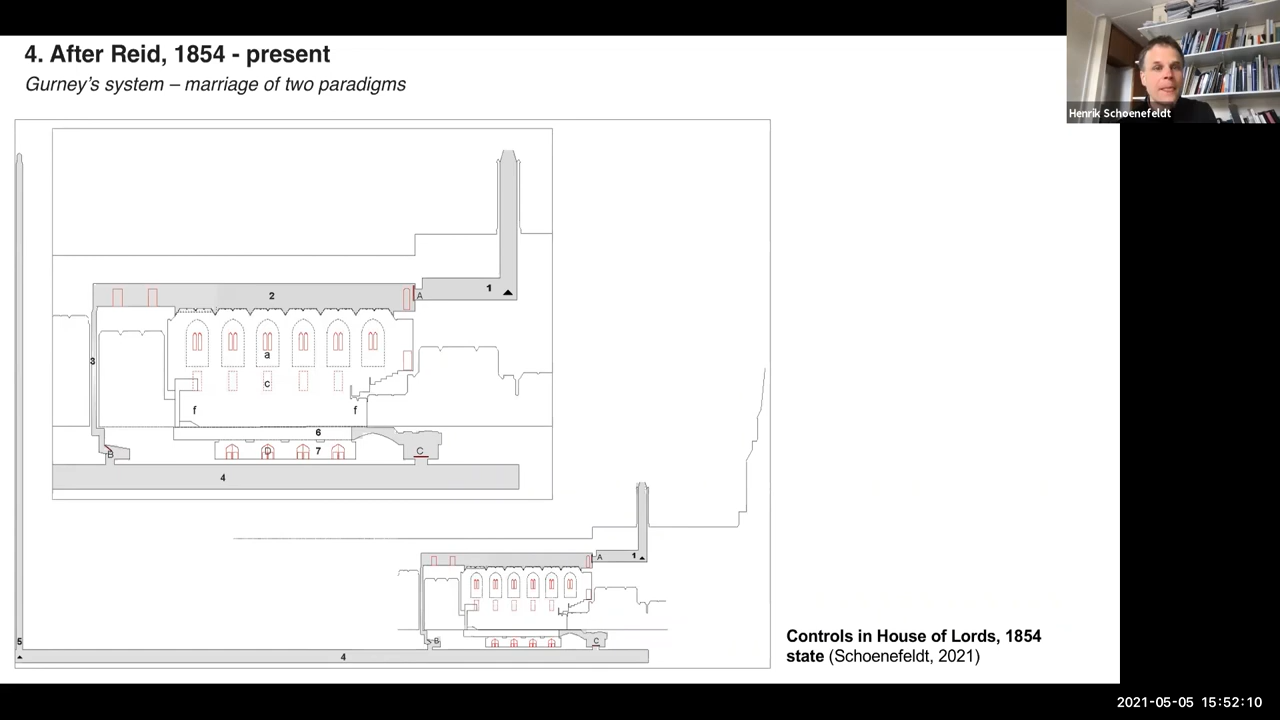 4. After Reid, 1854 - present
Gurney's system – marriage of two paradigms
Henrik Schoenefeldt
1
2
A
3
a
c
f
f
6
B
D
7
C
4
A
1
5
B
C
4
Controls in House of Lords, 1854
state (Schoenefeldt, 2021)
2021-05-05 15:52:10